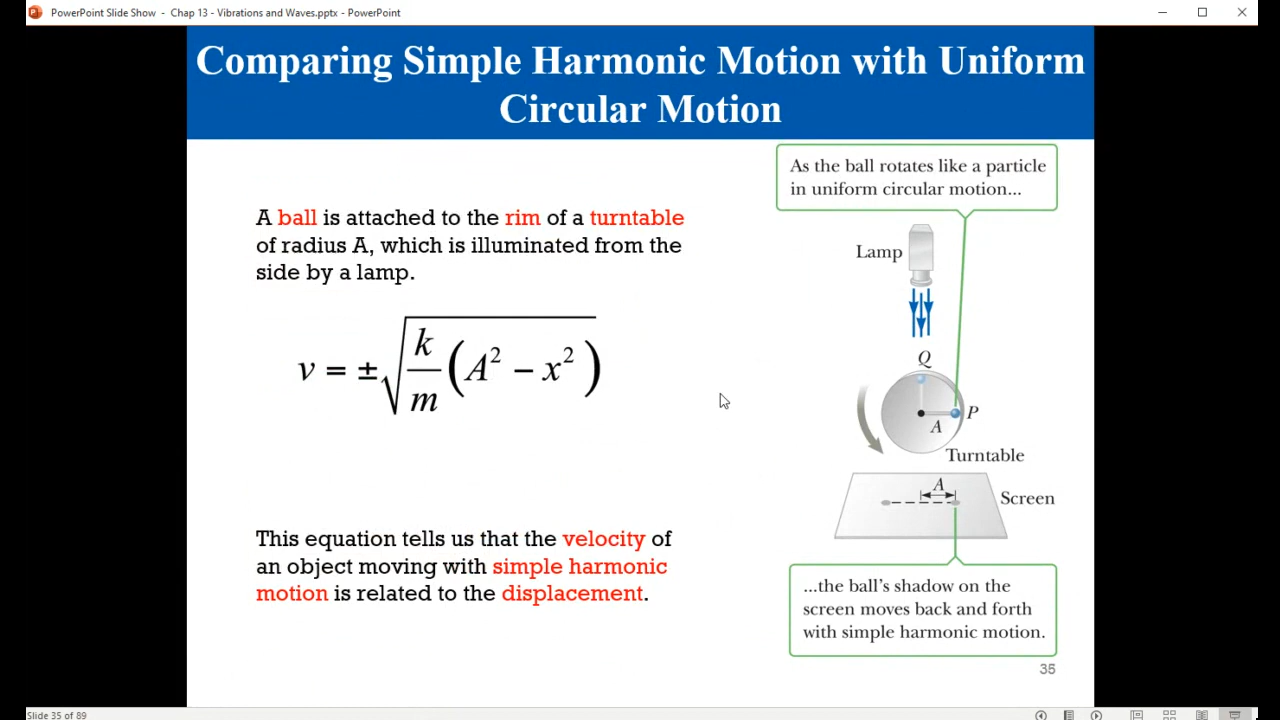 PowerPoint Slide Show - Chap 13 - Vibrations and Waves.pptx - PowerPoint
Comparing Simple Harmonic Motion with Uniform
Circular Motion
A ball is attached to the rim of a turntable
of radius A, which is illuminated from the
side by a lamp.
v = ±√(k/m (A² − x²))
This equation tells us that the velocity of
an object moving with simple harmonic
motion is related to the displacement.
As the ball rotates like a particle
in uniform circular motion...
Lamp
Q
P
A
Turntable
A
Screen
...the ball's shadow on the
screen moves back and forth
with simple harmonic motion.
35
Slide 35 of 89